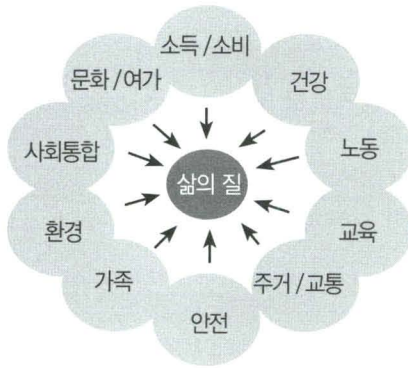 소득/소비
문화/여가
건강
사회통합
노동
삶의 질
환경
교육
가족
주거/교통
안전